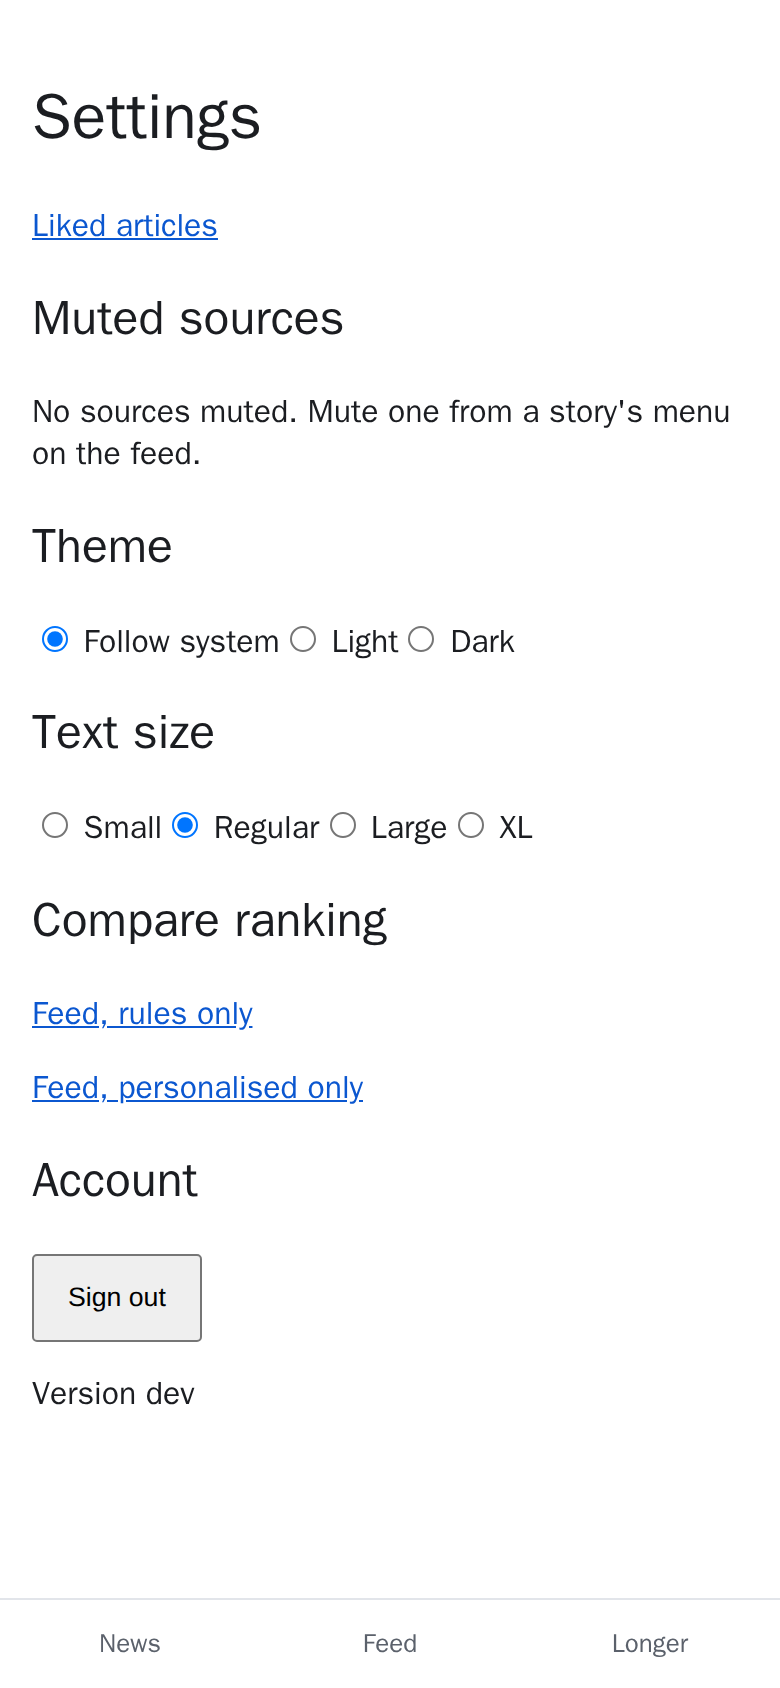 Settings
Liked articles
Muted sources
No sources muted. Mute one from a story's menu
on the feed.
Theme
Follow system Light Dark
Text size
Small Regular Large XL
Compare ranking
Feed, rules only
Feed, personalised only
Account
Sign out
Version dev
News Feed Longer